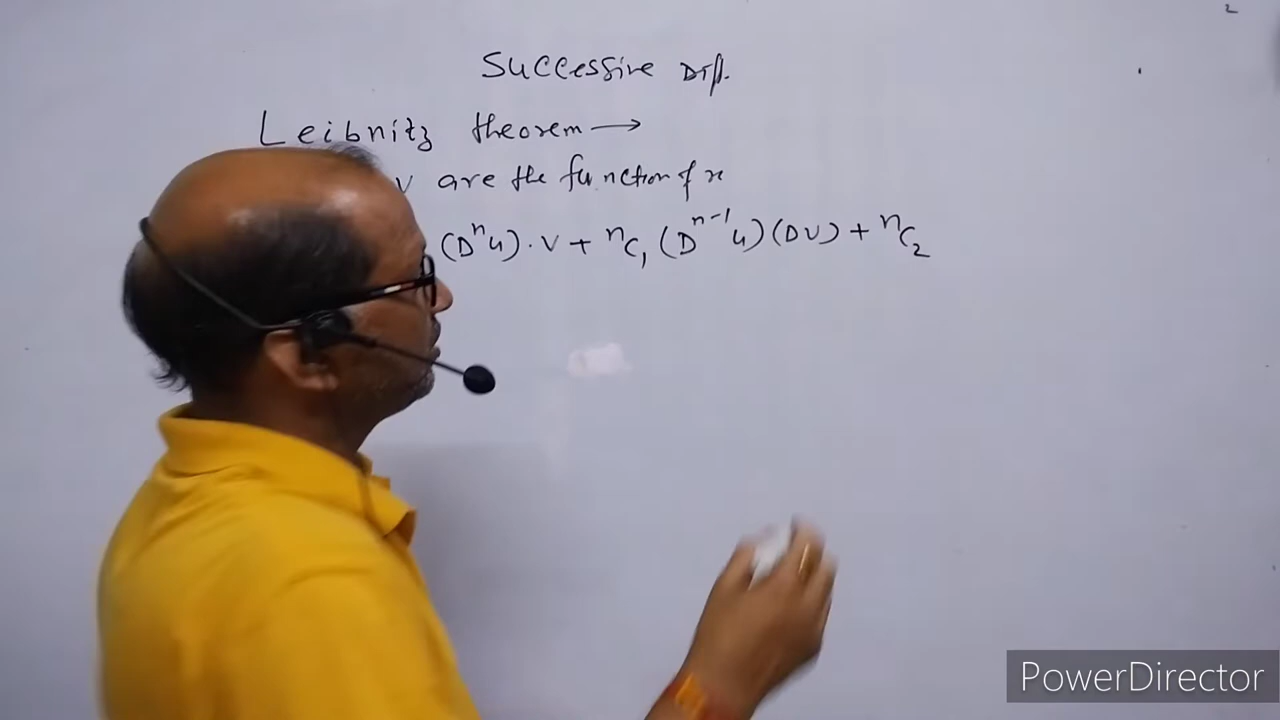 Successive Diff.
Leibnitz theorem →
v are the function of x
(Dⁿu).v + ⁿC₁ (Dⁿ⁻¹u)(Dv) + ⁿC₂
PowerDirector